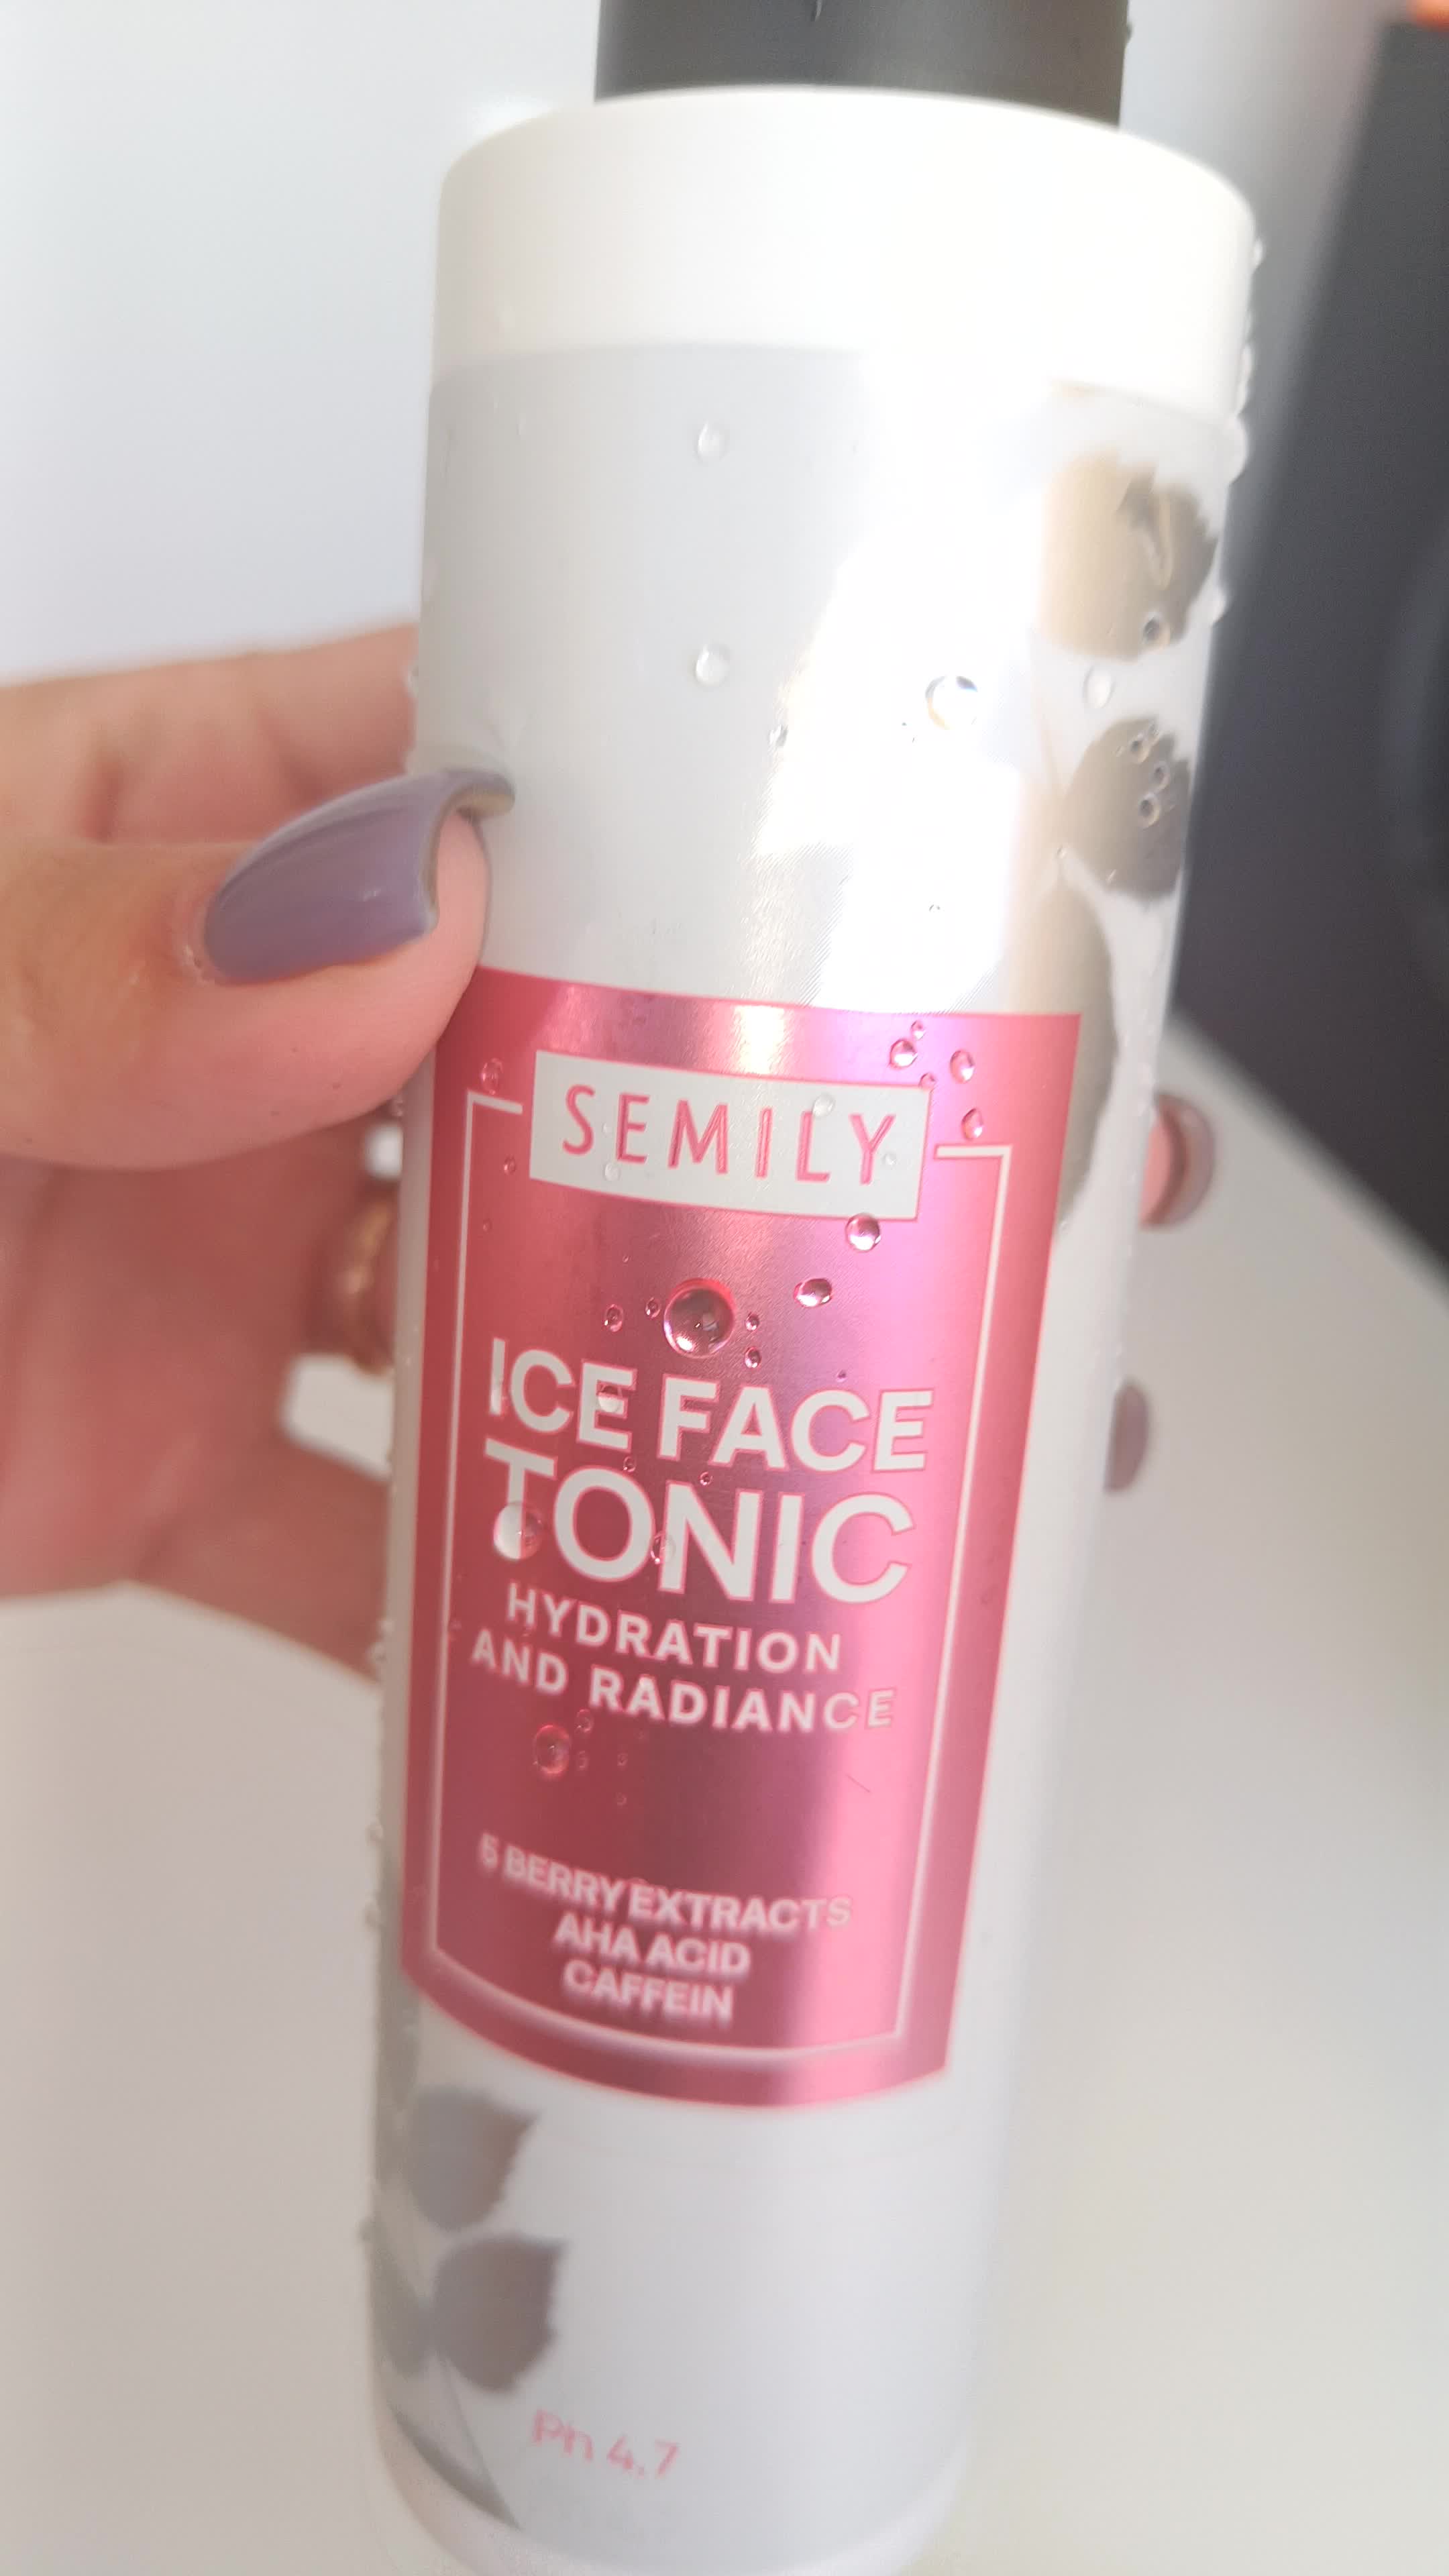 SEMILY
ICE FACE
TONIC
HYDRATION
AND RADIANCE
5 BERRY EXTRACTS
AHA ACID
CAFFEIN
Ph 4.7